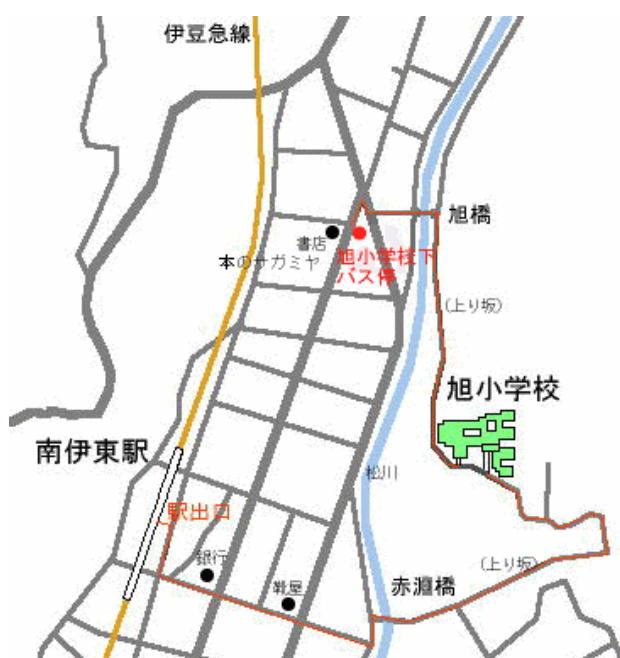 伊豆急線
旭橋
書店
本のサガミヤ
旭小学校下
バス停
(上り坂)
旭小学校
南伊東駅
松川
駅出口
銀行
靴屋
赤淵橋
(上り坂)